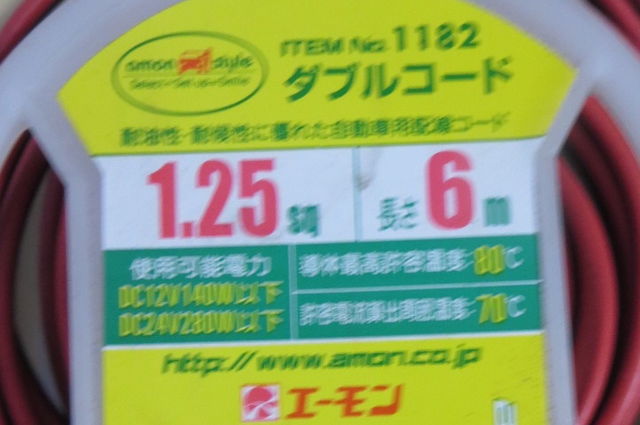 ITEM No.1182
amon style
ダブルコード
耐油性・耐候性に優れた自動車用配線コード
1.25sq
長さ 6m
使用可能電力
DC12V140W以下
DC24V280W以下
導体最高許容温度:80℃
許容電流算出周囲温度:70℃
http://www.amon.co.jp
エーモン